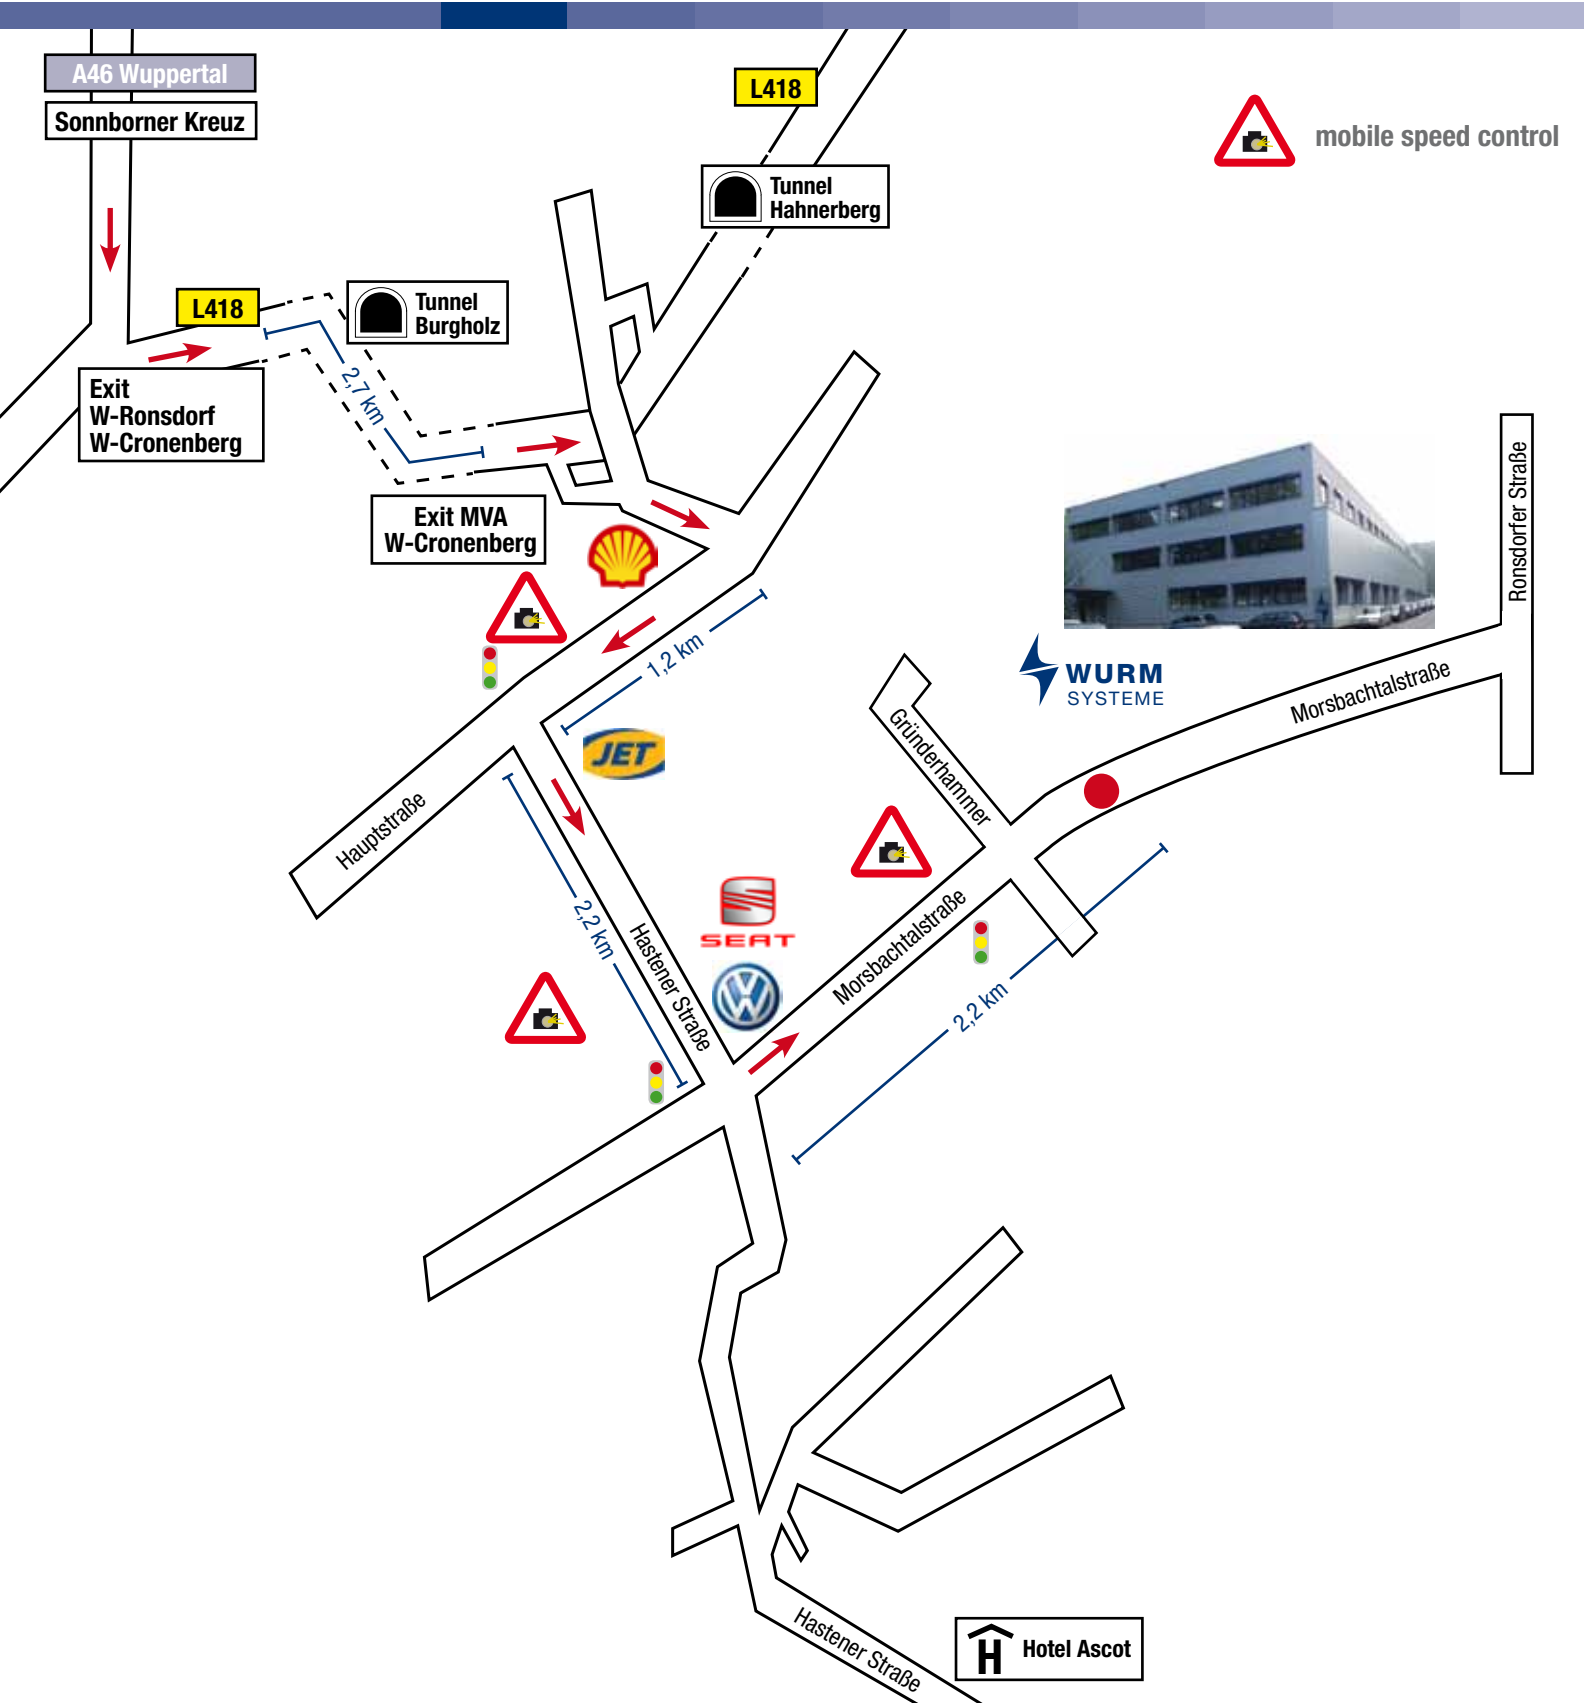 A46 Wuppertal
Sonnborner Kreuz
L418
mobile speed control
Tunnel
Hahnerberg
L418
Tunnel
Burgholz
Exit
W-Ronsdorf
W-Cronenberg
2,7 km
Exit MVA
W-Cronenberg
Ronsdorfer Straße
1,2 km
WURM
SYSTEME
Morsbachtalstraße
Gründerhammer
JET
Hauptstraße
2,2 km
Hastener Straße
SEAT
Morsbachtalstraße
2,2 km
Hastener Straße
H Hotel Ascot